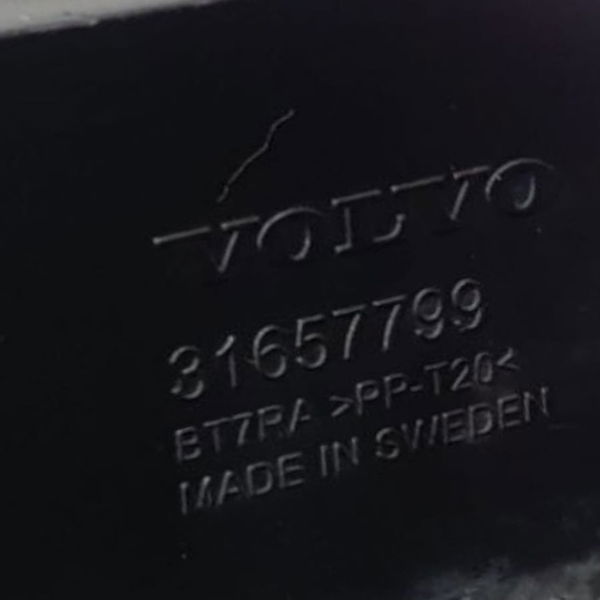 VOLVO
31657799
BT7RA >PP-T20<
MADE IN SWEDEN